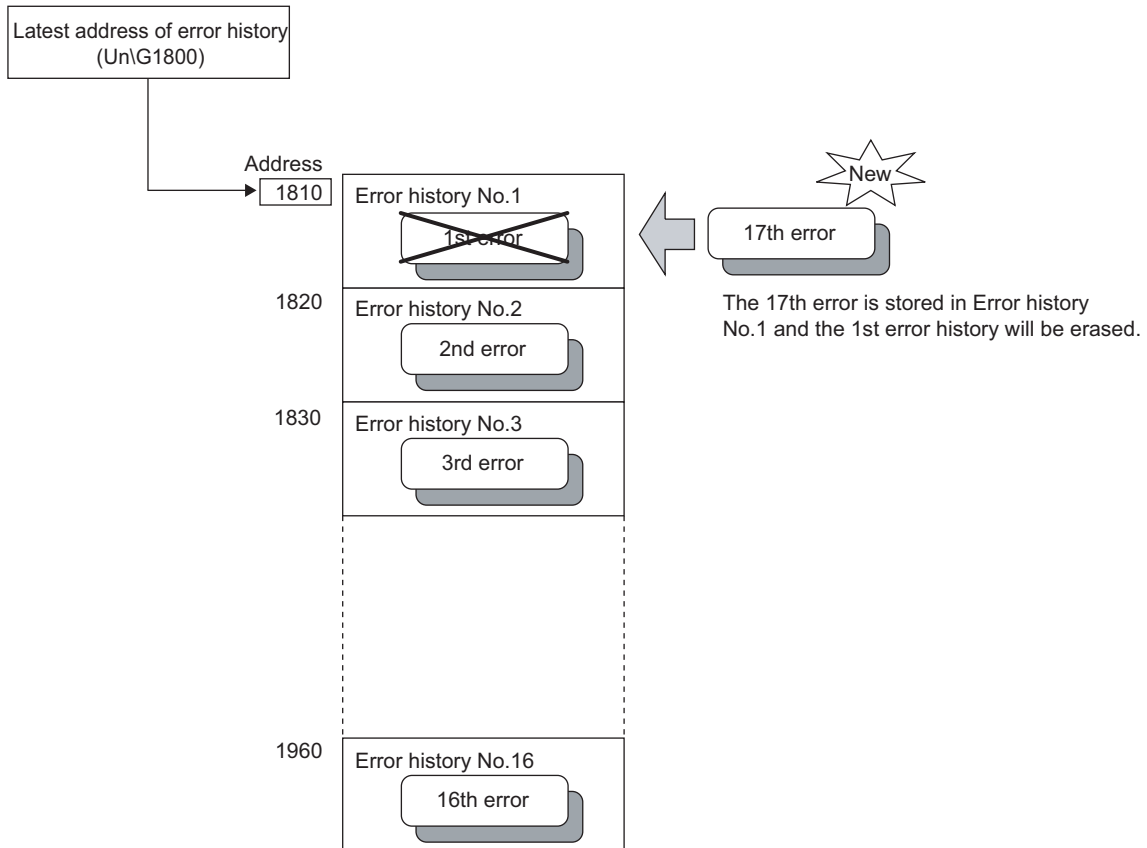 Latest address of error history
(Un\G1800)
Address
1810
Error history No.1
1st error
New
17th error
The 17th error is stored in Error history
No.1 and the 1st error history will be erased.
1820
Error history No.2
2nd error
1830
Error history No.3
3rd error
1960
Error history No.16
16th error